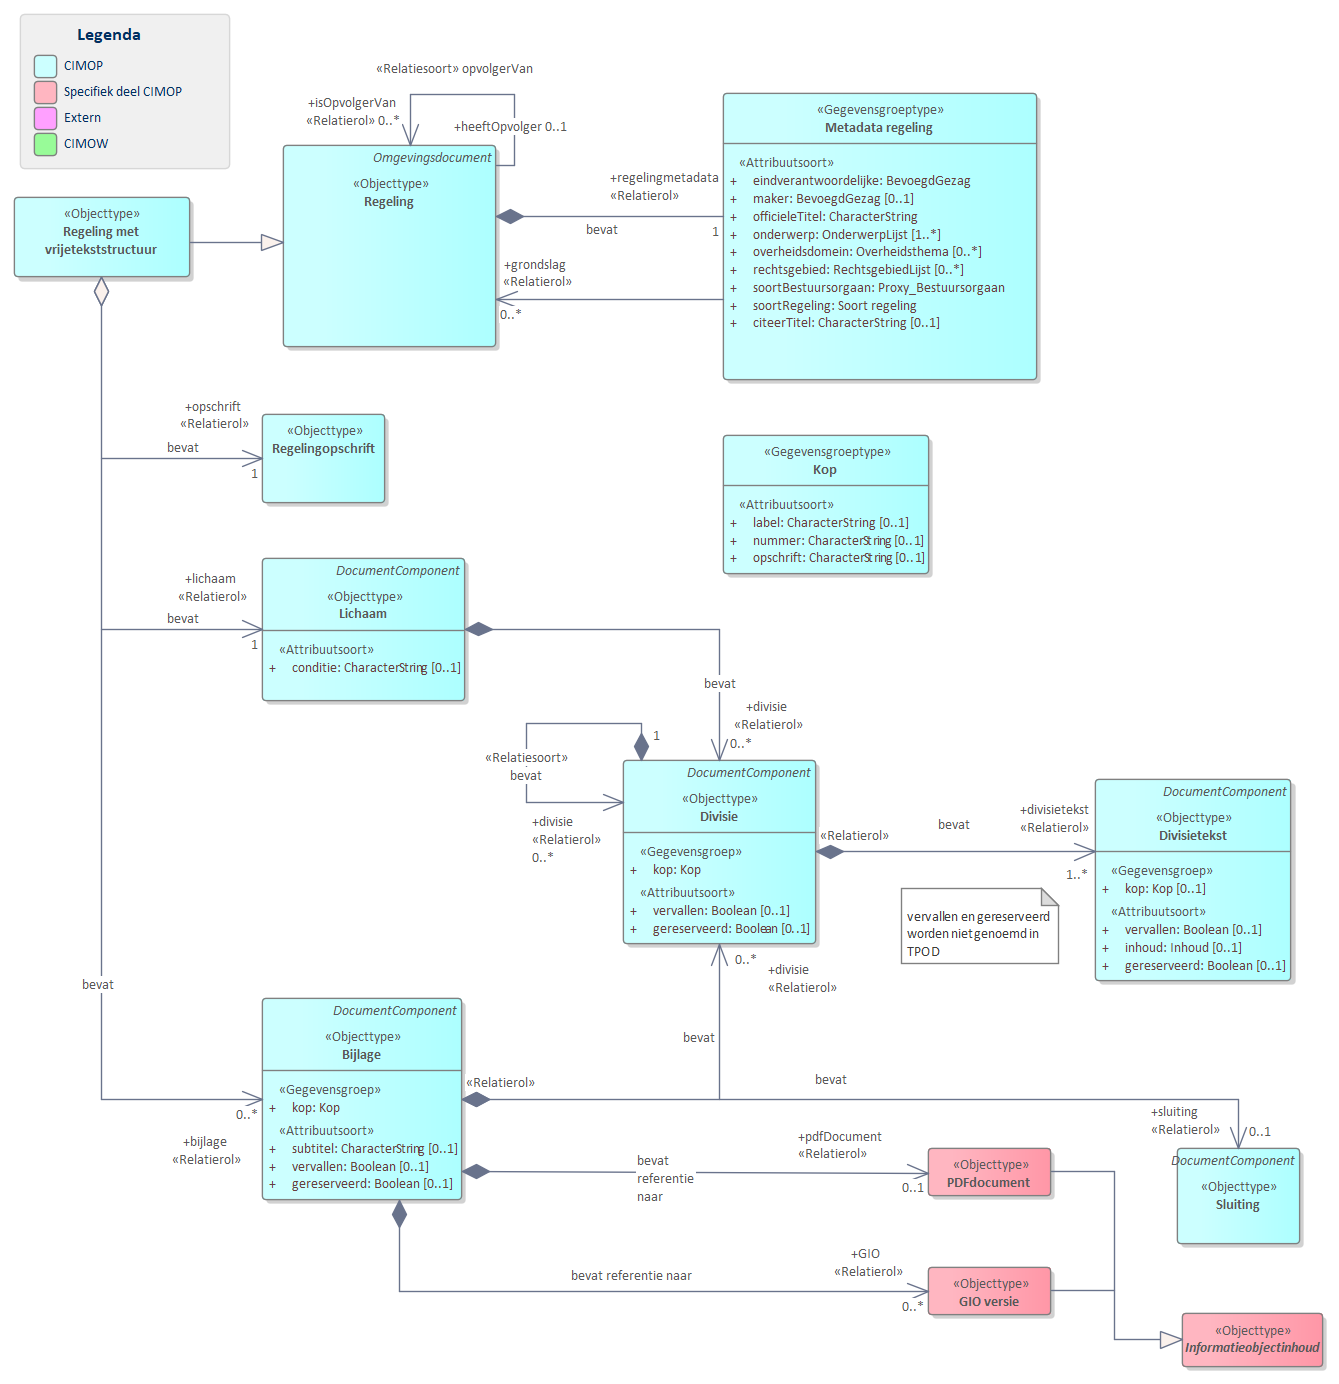 Legenda
CIMOP
Specifiek deel CIMOP
Extern
CIMOW
«Relatiesoort» opvolgerVan
+isOpvolgerVan
«Relatierol» 0..*
+heeftOpvolger 0..1
Omgevingsdocument
«Objecttype»
Regeling
«Objecttype»
Regeling met
vrijetekststructuur
+regelingmetadata
«Relatierol»
bevat
1
+grondslag
«Relatierol»
0..*
«Gegevensgroeptype»
Metadata regeling
«Attribuutsoort»
+ eindverantwoordelijke: BevoegdGezag
+ maker: BevoegdGezag [0..1]
+ officieleTitel: CharacterString
+ onderwerp: OnderwerpLijst [1..*]
+ overheidsdomein: Overheidsthema [0..*]
+ rechtsgebied: RechtsgebiedLijst [0..*]
+ soortBestuursorgaan: Proxy_Bestuursorgaan
+ soortRegeling: Soort regeling
+ citeerTitel: CharacterString [0..1]
+opschrift
«Relatierol»
bevat
1
«Objecttype»
Regelingopschrift
«Gegevensgroeptype»
Kop
«Attribuutsoort»
+ label: CharacterString [0..1]
+ nummer: CharacterString [0..1]
+ opschrift: CharacterString [0..1]
+lichaam
«Relatierol»
bevat
1
DocumentComponent
«Objecttype»
Lichaam
«Attribuutsoort»
+ conditie: CharacterString [0..1]
bevat
+divisie
«Relatierol»
0..*
1
«Relatiesoort»
bevat
+divisie
«Relatierol»
0..*
DocumentComponent
«Objecttype»
Divisie
«Gegevensgroep»
+ kop: Kop
«Attribuutsoort»
+ vervallen: Boolean [0..1]
+ gereserveerd: Boolean [0..1]
«Relatierol»
bevat
+divisietekst
«Relatierol»
1..*
DocumentComponent
«Objecttype»
Divisietekst
«Gegevensgroep»
+ kop: Kop [0..1]
«Attribuutsoort»
+ vervallen: Boolean [0..1]
+ inhoud: Inhoud [0..1]
+ gereserveerd: Boolean [0..1]
vervallen en gereserveerd
worden niet genoemd in
TPOD
0..*
+divisie
«Relatierol»
bevat
bevat
0..*
+bijlage
«Relatierol»
DocumentComponent
«Objecttype»
Bijlage
«Gegevensgroep»
+ kop: Kop
«Attribuutsoort»
+ subtitel: CharacterString [0..1]
+ vervallen: Boolean [0..1]
+ gereserveerd: Boolean [0..1]
«Relatierol»
bevat
+sluiting
«Relatierol»
0..1
DocumentComponent
«Objecttype»
Sluiting
bevat
referentie
naar
+pdfDocument
«Relatierol»
0..1
«Objecttype»
PDFdocument
bevat referentie naar
+GIO
«Relatierol»
0..*
«Objecttype»
GIO versie
«Objecttype»
Informatieobjectinhoud